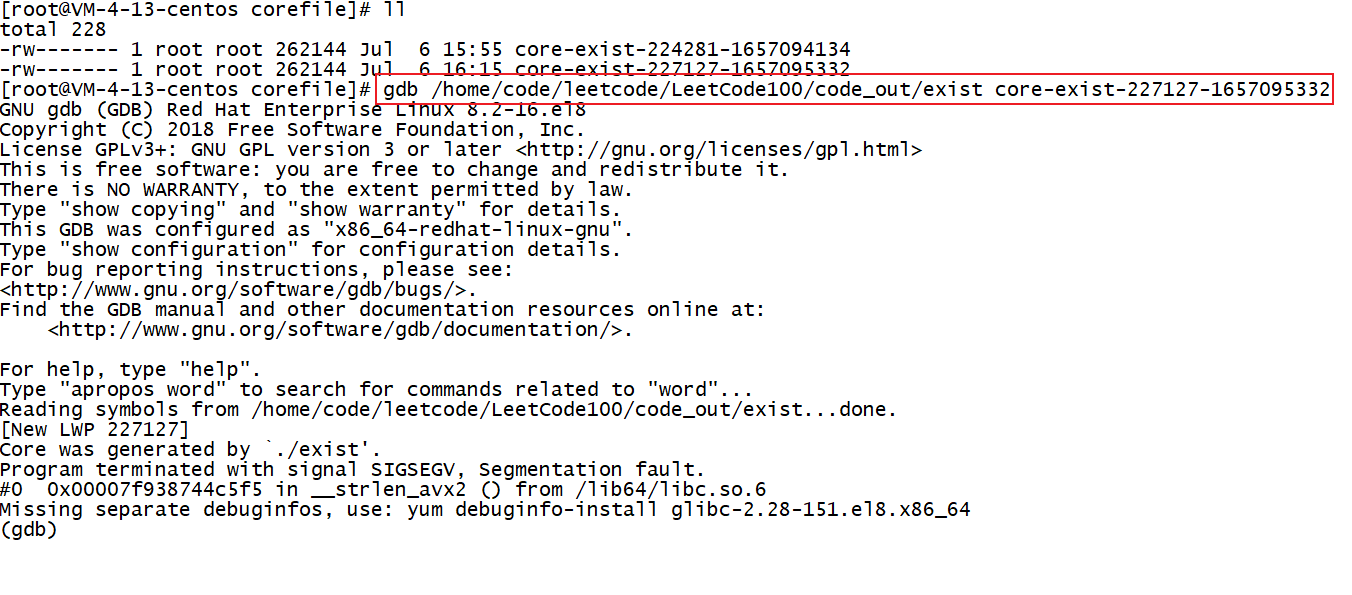 [root@VM-4-13-centos corefile]# ll
total 228
-rw------- 1 root root 262144 Jul  6 15:55 core-exist-224281-1657094134
-rw------- 1 root root 262144 Jul  6 16:15 core-exist-227127-1657095332
[root@VM-4-13-centos corefile]# gdb /home/code/leetcode/LeetCode100/code_out/exist core-exist-227127-1657095332
GNU gdb (GDB) Red Hat Enterprise Linux 8.2-16.el8
Copyright (C) 2018 Free Software Foundation, Inc.
License GPLv3+: GNU GPL version 3 or later <http://gnu.org/licenses/gpl.html>
This is free software: you are free to change and redistribute it.
There is NO WARRANTY, to the extent permitted by law.
Type "show copying" and "show warranty" for details.
This GDB was configured as "x86_64-redhat-linux-gnu".
Type "show configuration" for configuration details.
For bug reporting instructions, please see:
<http://www.gnu.org/software/gdb/bugs/>.
Find the GDB manual and other documentation resources online at:
    <http://www.gnu.org/software/gdb/documentation/>.

For help, type "help".
Type "apropos word" to search for commands related to "word"...
Reading symbols from /home/code/leetcode/LeetCode100/code_out/exist...done.
[New LWP 227127]
Core was generated by `./exist'.
Program terminated with signal SIGSEGV, Segmentation fault.
#0  0x00007f938744c5f5 in __strlen_avx2 () from /lib64/libc.so.6
Missing separate debuginfos, use: yum debuginfo-install glibc-2.28-151.el8.x86_64
(gdb)